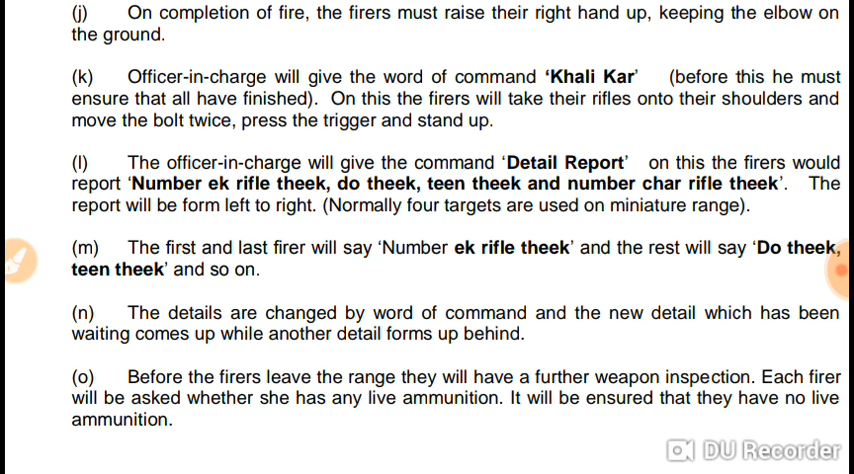 (j) On completion of fire, the firers must raise their right hand up, keeping the elbow on
the ground.
(k) Officer-in-charge will give the word of command ‘Khali Kar’ (before this he must
ensure that all have finished). On this the firers will take their rifles onto their shoulders and
move the bolt twice, press the trigger and stand up.
(l) The officer-in-charge will give the command ‘Detail Report’ on this the firers would
report ‘Number ek rifle theek, do theek, teen theek and number char rifle theek’. The
report will be form left to right. (Normally four targets are used on miniature range).
(m) The first and last firer will say ‘Number ek rifle theek’ and the rest will say ‘Do theek,
teen theek’ and so on.
(n) The details are changed by word of command and the new detail which has been
waiting comes up while another detail forms up behind.
(o) Before the firers leave the range they will have a further weapon inspection. Each firer
will be asked whether she has any live ammunition. It will be ensured that they have no live
ammunition.
DU Recorder